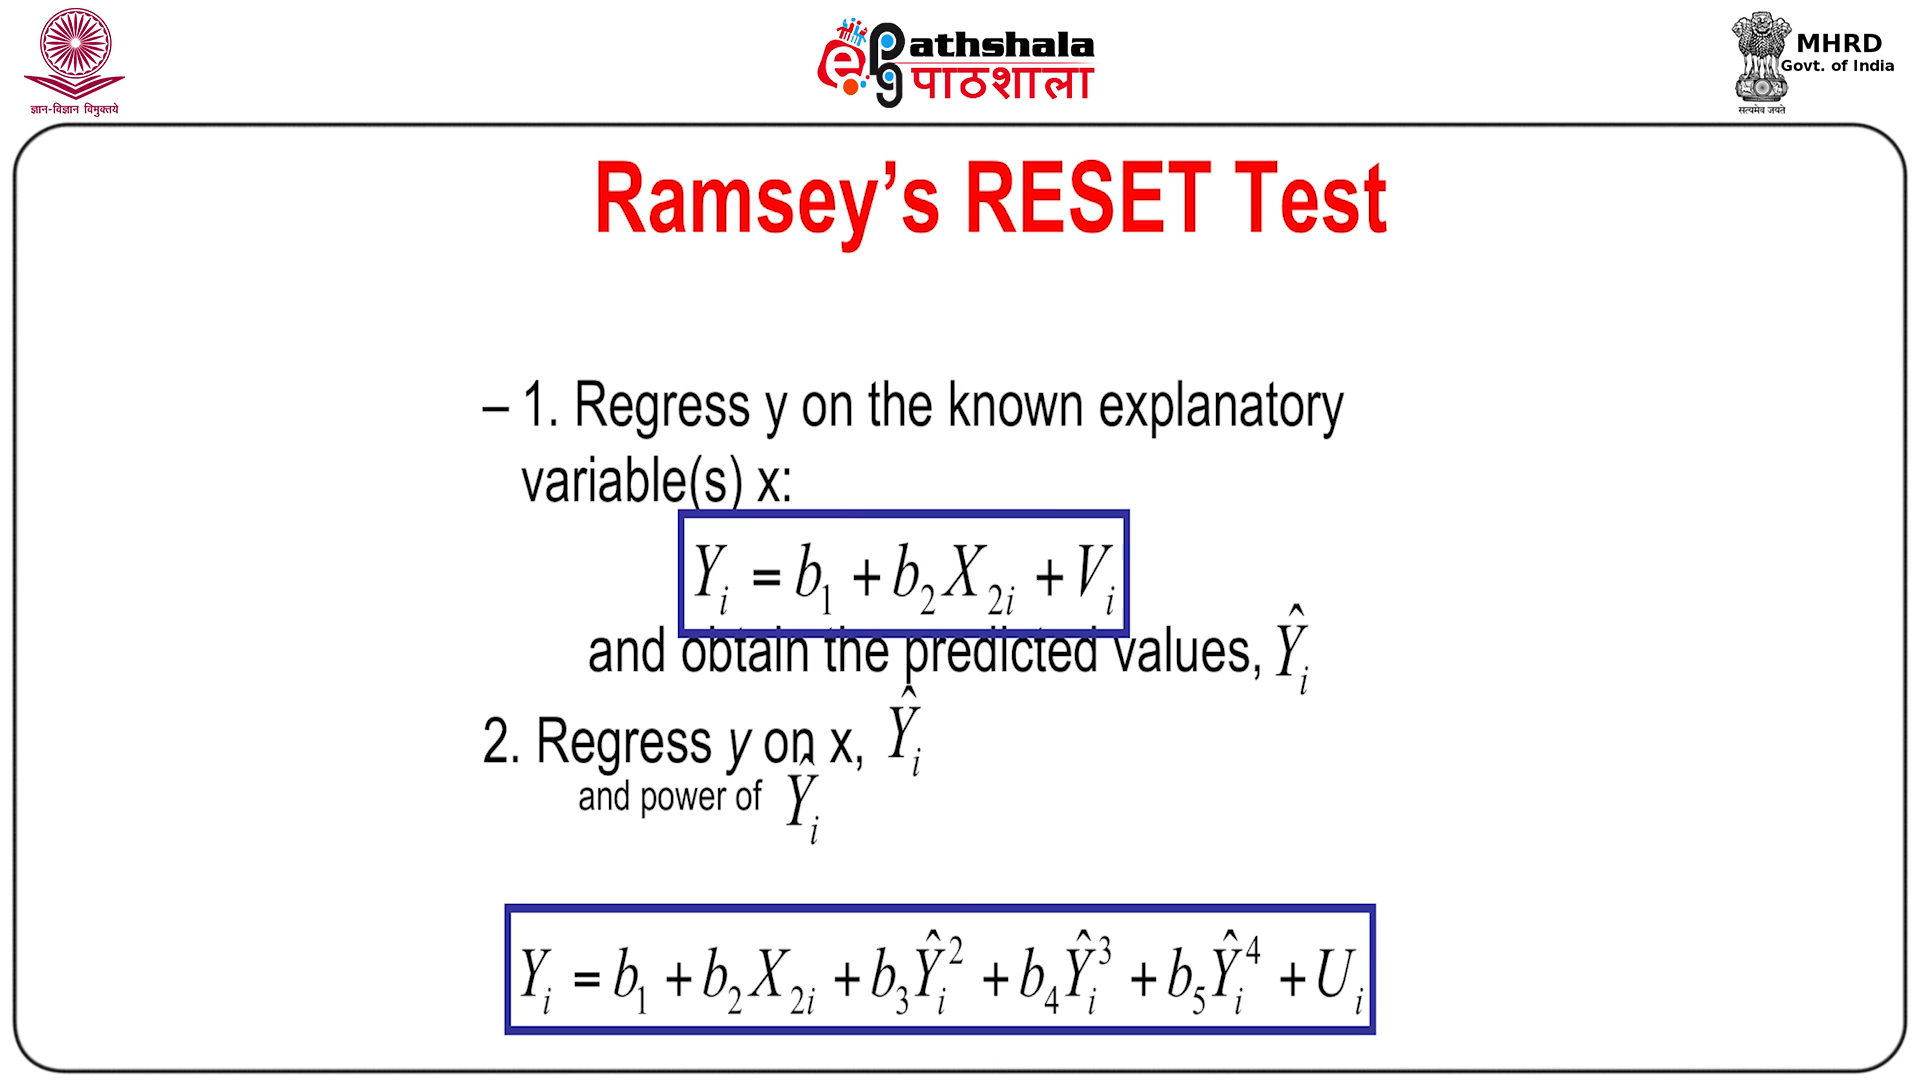 ज्ञान-विज्ञान विमुक्तये
e pg Pathshala
पाठशाला
MHRD
Govt. of India
सत्यमेव जयते
Ramsey’s RESET Test
– 1. Regress y on the known explanatory
variable(s) x:
Yᵢ = b₁ + b₂X₂ᵢ + Vᵢ
and obtain the predicted values, Ŷᵢ
2. Regress y on x, Ŷᵢ
and power of Ŷᵢ
Yᵢ = b₁ + b₂X₂ᵢ + b₃Ŷᵢ² + b₄Ŷᵢ³ + b₅Ŷᵢ⁴ + Uᵢ